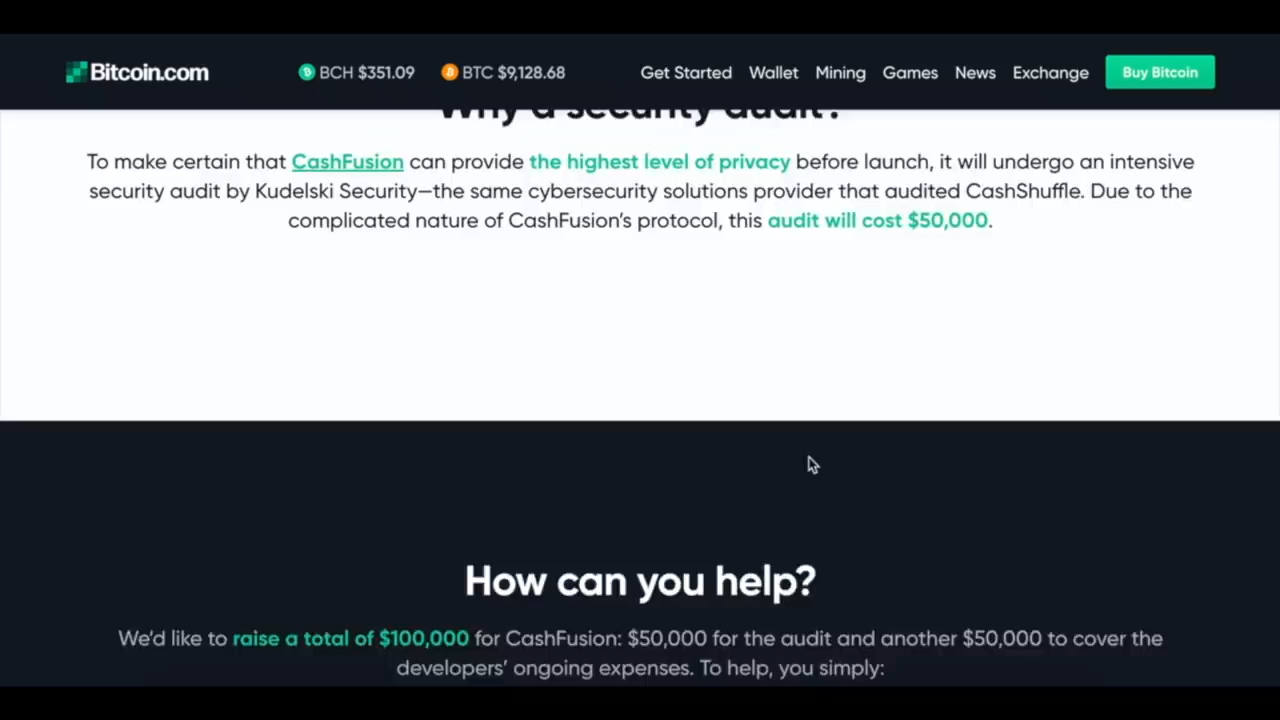 Bitcoin.com BCH $351.09 BTC $9,128.68 Get Started Wallet Mining Games News Exchange Buy Bitcoin
Why a security audit?
To make certain that CashFusion can provide the highest level of privacy before launch, it will undergo an intensive
security audit by Kudelski Security—the same cybersecurity solutions provider that audited CashShuffle. Due to the
complicated nature of CashFusion's protocol, this audit will cost $50,000.
How can you help?
We'd like to raise a total of $100,000 for CashFusion: $50,000 for the audit and another $50,000 to cover the
developers' ongoing expenses. To help, you simply: